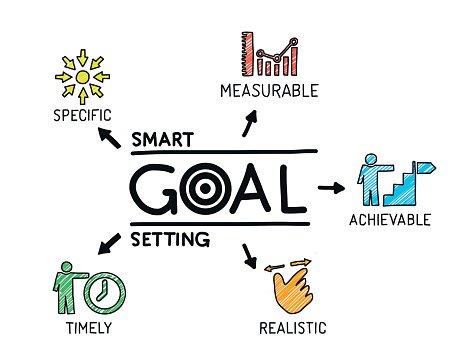 SPECIFIC
MEASURABLE
SMART
GOAL
SETTING
ACHIEVABLE
TIMELY
REALISTIC